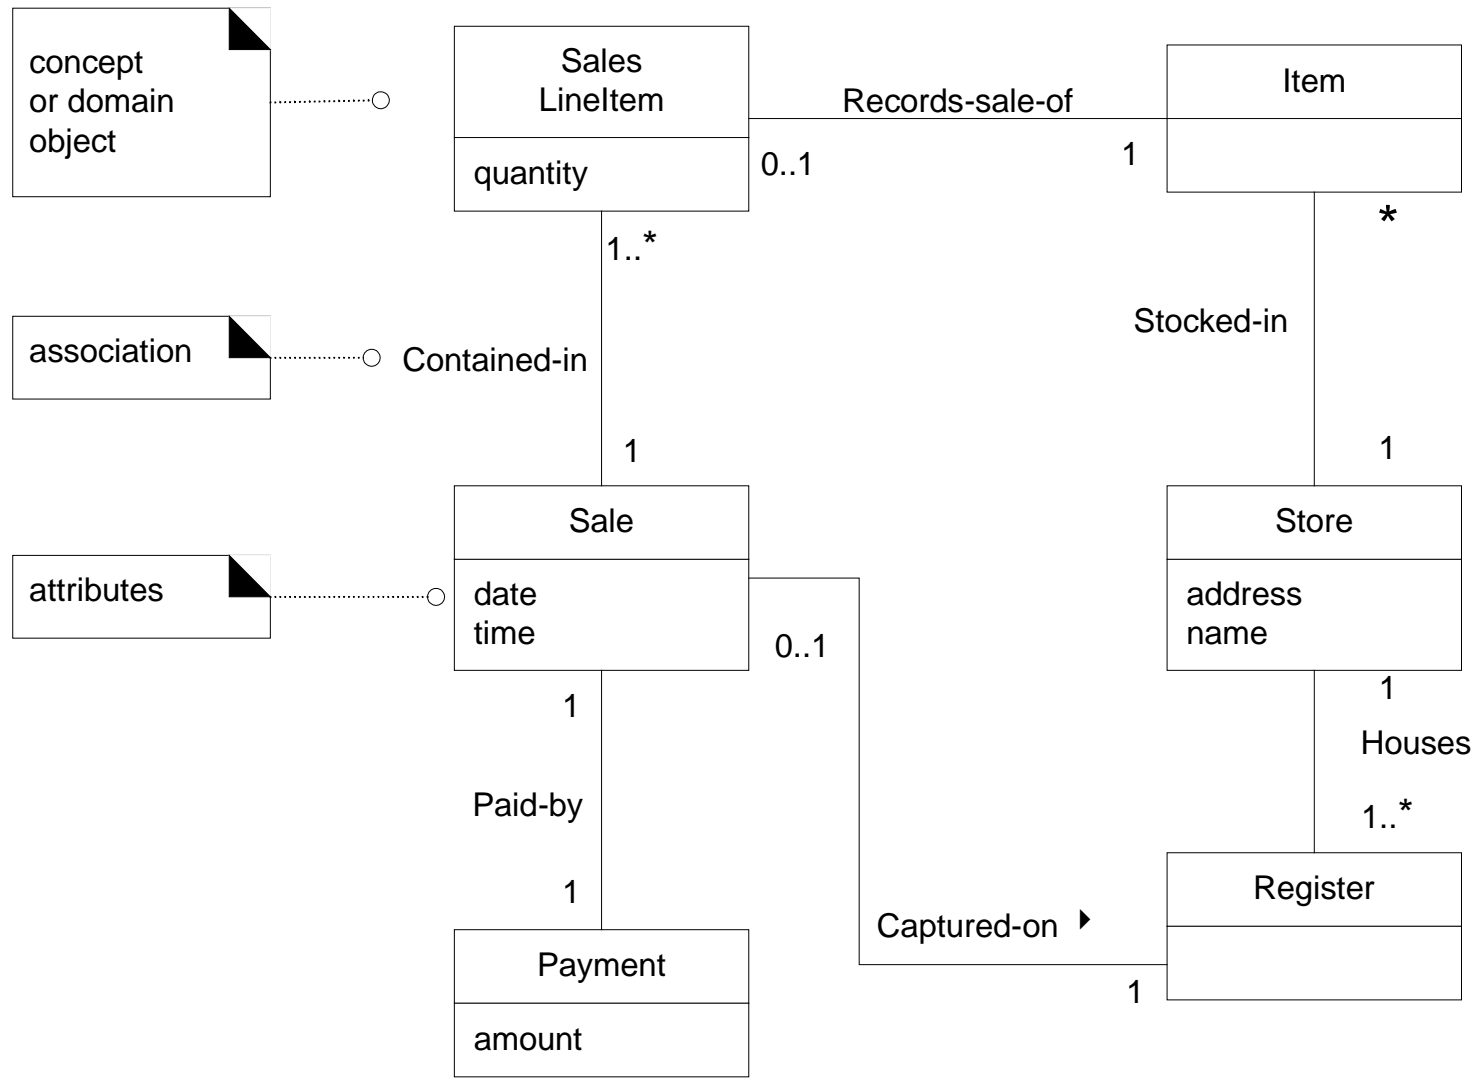 concept
or domain
object
Sales
LineItem
quantity
Records-sale-of
0..1
1
Item
*
1..*
association
Contained-in
Stocked-in
1
1
attributes
Sale
date
time
0..1
Store
address
name
1
1
Houses
Paid-by
1..*
1
Captured-on
Register
1
Payment
amount